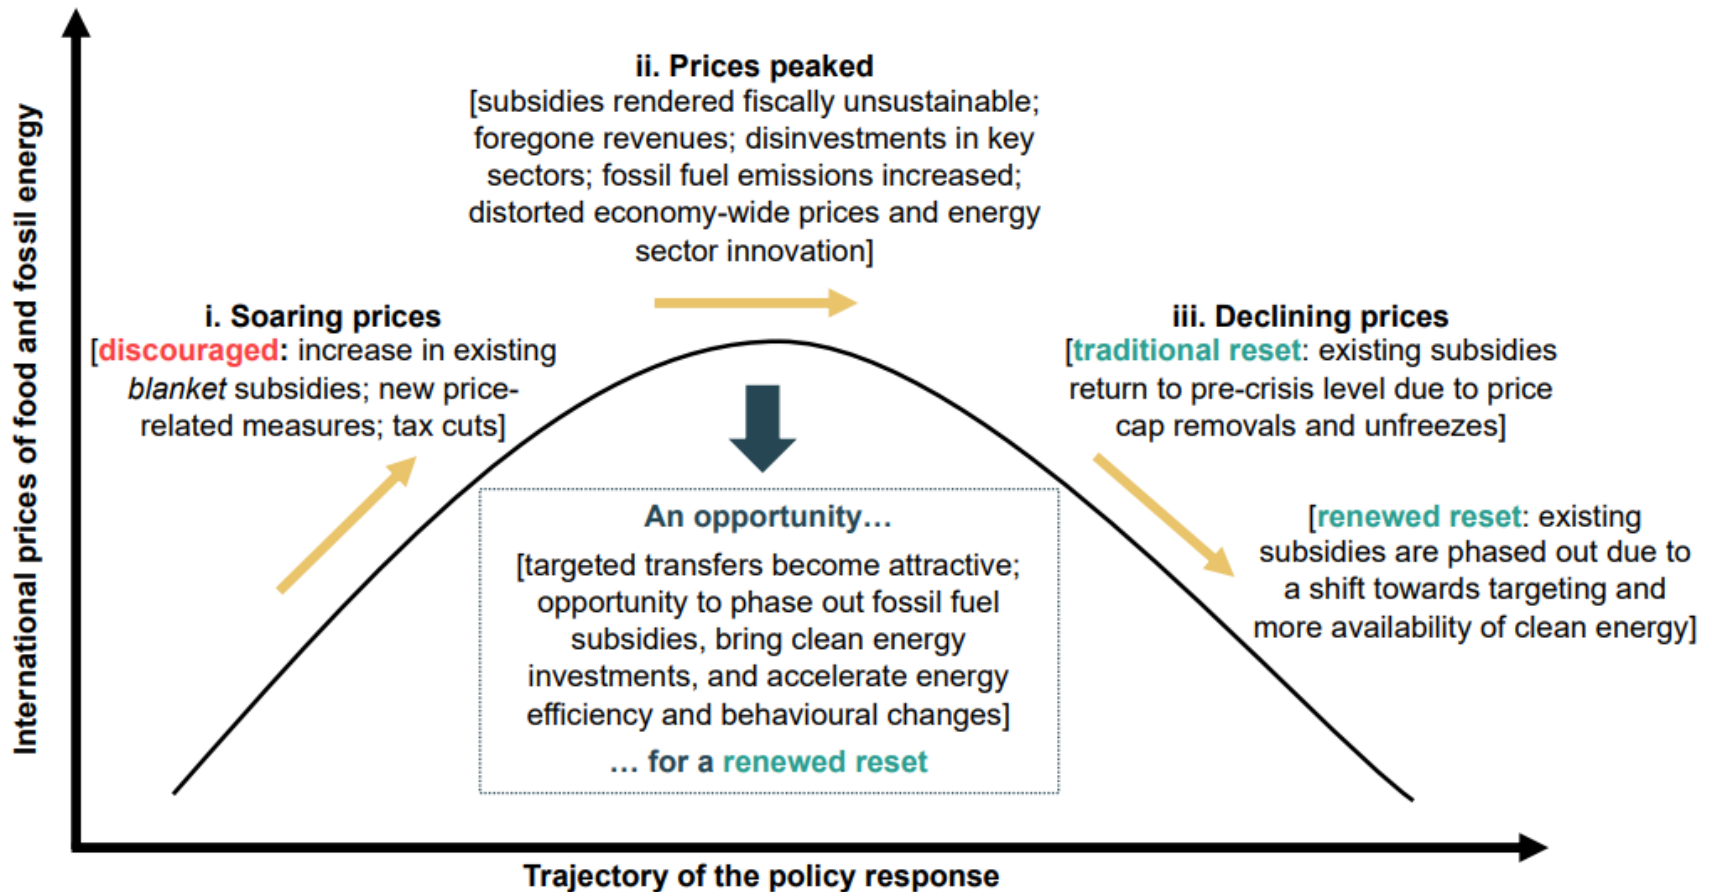 International prices of food and fossil energy
ii. Prices peaked
[subsidies rendered fiscally unsustainable;
foregone revenues; disinvestments in key
sectors; fossil fuel emissions increased;
distorted economy-wide prices and energy
sector innovation]
i. Soaring prices
[discouraged: increase in existing
blanket subsidies; new price-
related measures; tax cuts]
iii. Declining prices
[traditional reset: existing subsidies
return to pre-crisis level due to price
cap removals and unfreezes]
[renewed reset: existing
subsidies are phased out due to
a shift towards targeting and
more availability of clean energy]
An opportunity…
[targeted transfers become attractive;
opportunity to phase out fossil fuel
subsidies, bring clean energy
investments, and accelerate energy
efficiency and behavioural changes]
… for a renewed reset
Trajectory of the policy response